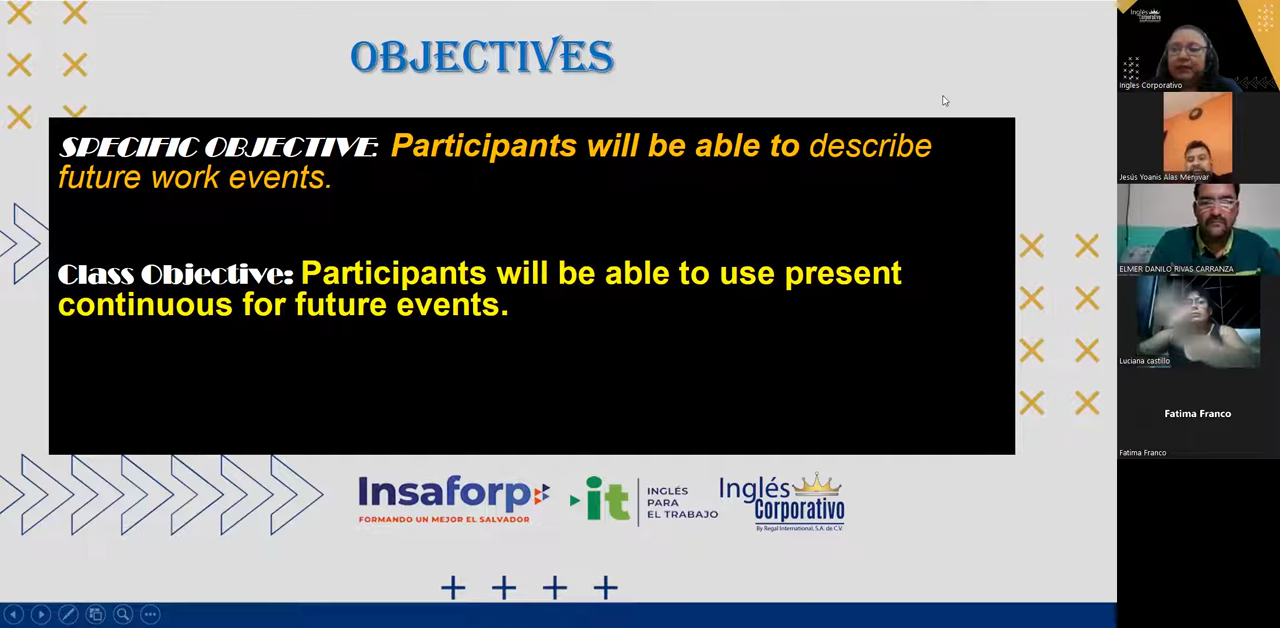 OBJECTIVES
SPECIFIC OBJECTIVE: Participants will be able to describe
future work events.
Class Objective: Participants will be able to use present
continuous for future events.
Insaforp
FORMANDO UN MEJOR EL SALVADOR
it
INGLÉS
PARA
EL TRABAJO
Inglés
Corporativo
By Regal International, S.A. de C.V.
Inglés
Corporativo
Ingles Corporativo
Jesús Yoanis Alas Menjivar
ELMER DANILO RIVAS CARRANZA
Luciana castillo
Fatima Franco
Fatima Franco